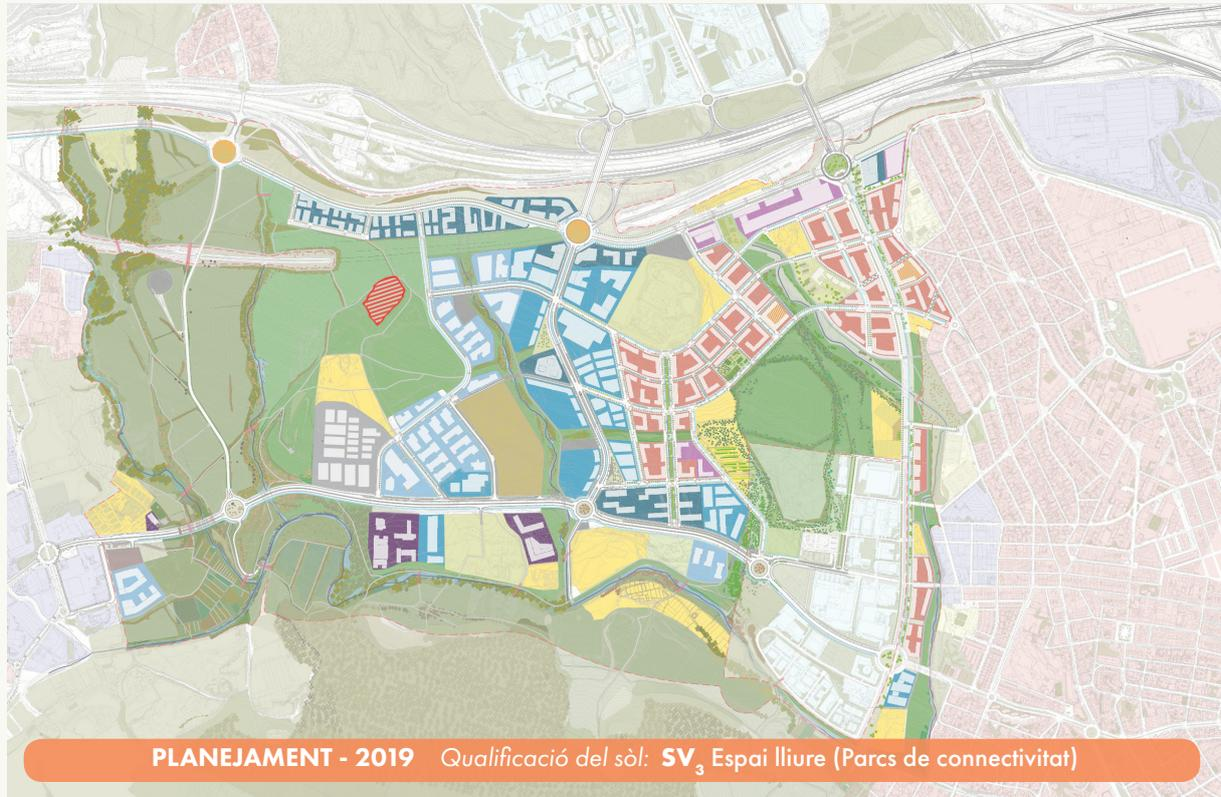 PLANEJAMENT - 2019 Qualificació del sòl: SV₃ Espai lliure (Parcs de connectivitat)